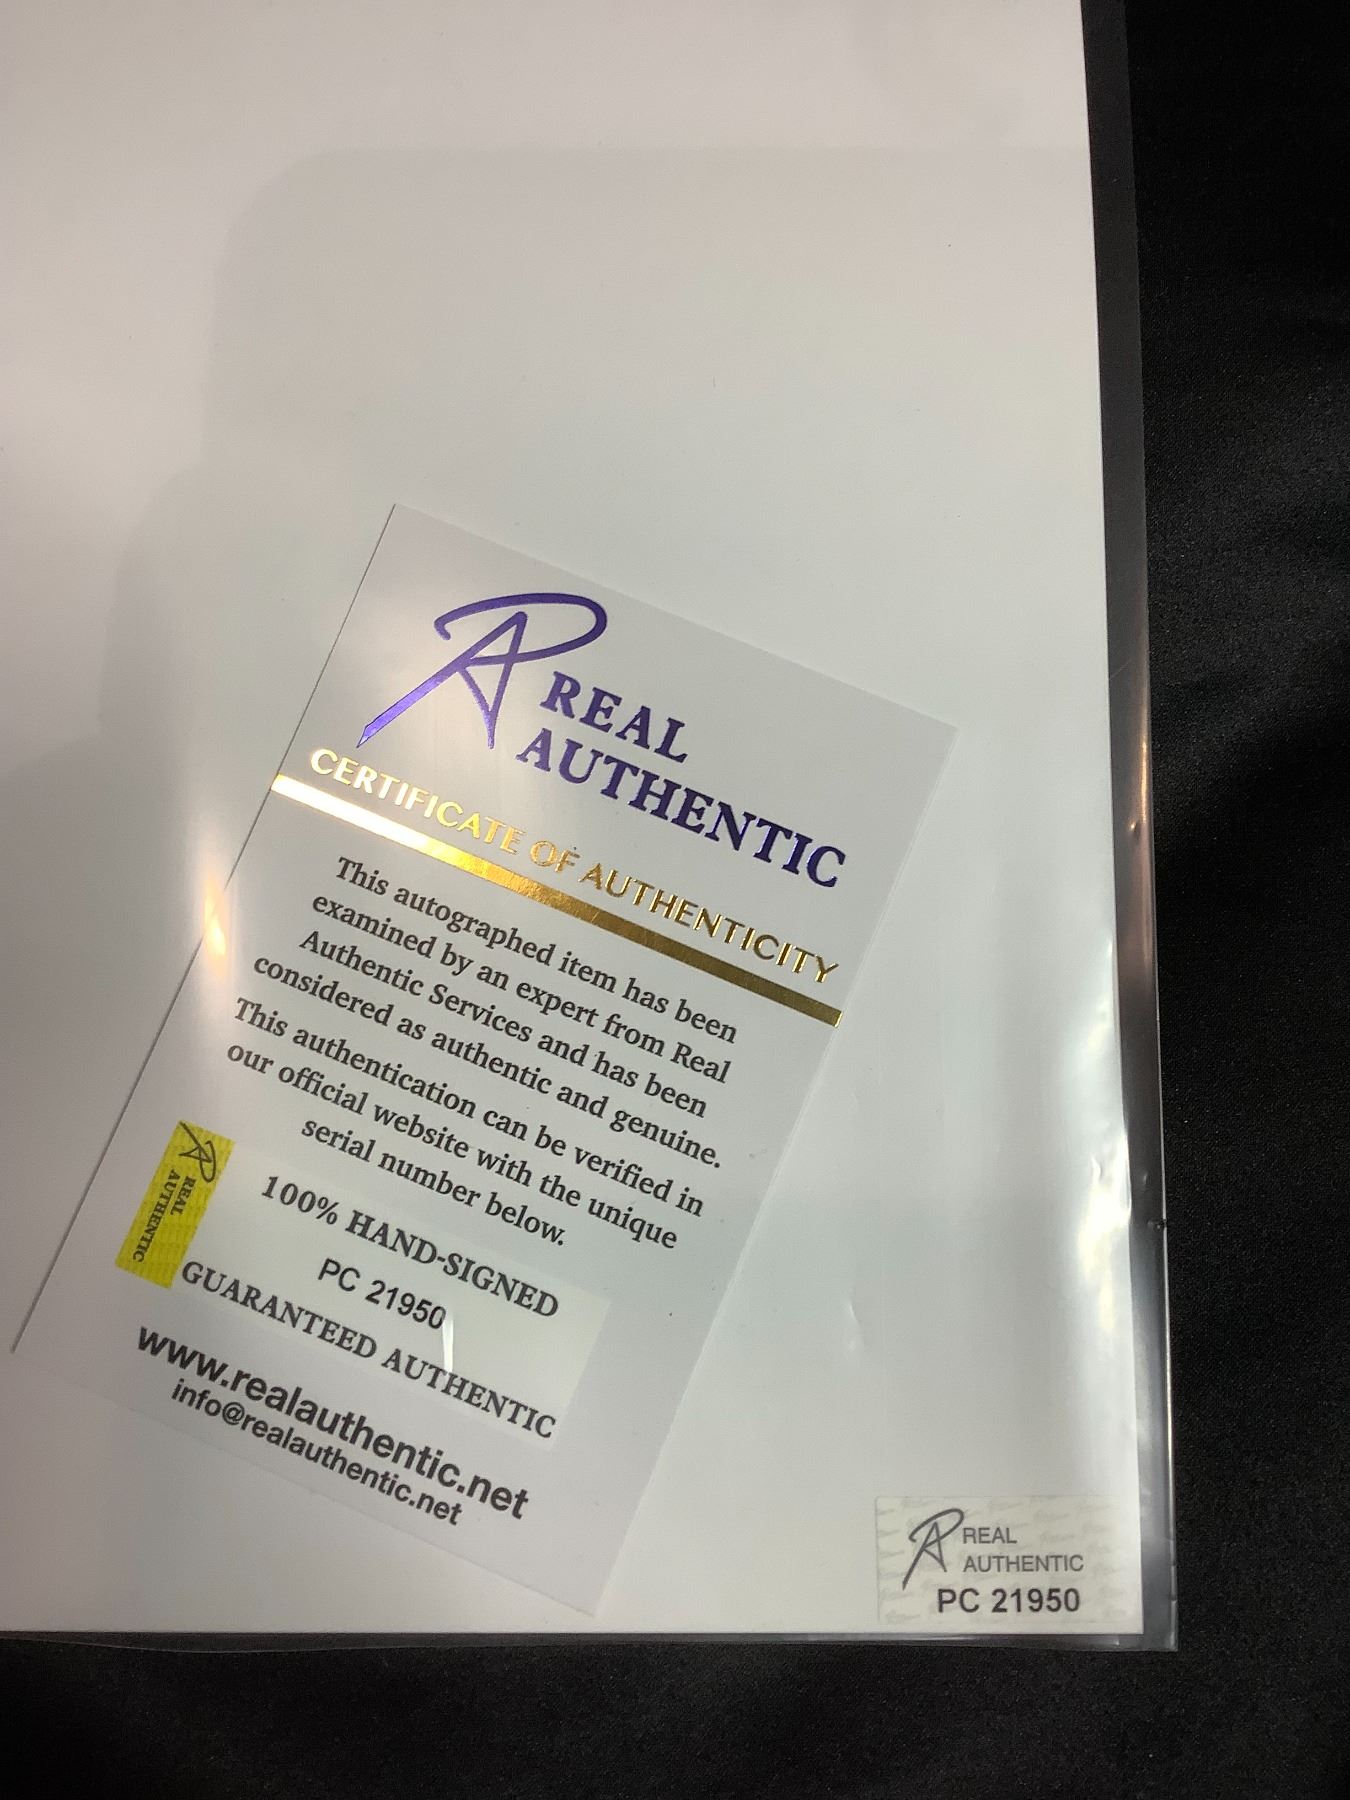 REAL
AUTHENTIC
CERTIFICATE OF AUTHENTICITY
This autographed item has been
examined by an expert from Real
Authentic Services and has been
considered as authentic and genuine.
This authentication can be verified in
our official website with the unique
serial number below.
REAL
AUTHENTIC
100% HAND-SIGNED
PC 21950
GUARANTEED AUTHENTIC
www.realauthentic.net
info@realauthentic.net
REAL
AUTHENTIC
PC 21950